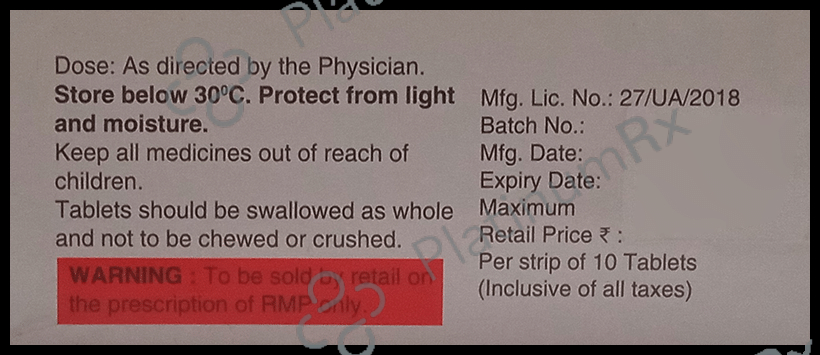 Dose: As directed by the Physician.
Store below 30⁰C. Protect from light
and moisture.
Keep all medicines out of reach of
children.
Tablets should be swallowed as whole
and not to be chewed or crushed.
WARNING : To be sold by retail on
the prescription of RMP only
Mfg. Lic. No.: 27/UA/2018
Batch No.:
Mfg. Date:
Expiry Date:
Maximum
Retail Price ₹ :
Per strip of 10 Tablets
(Inclusive of all taxes)
PlatinumRx